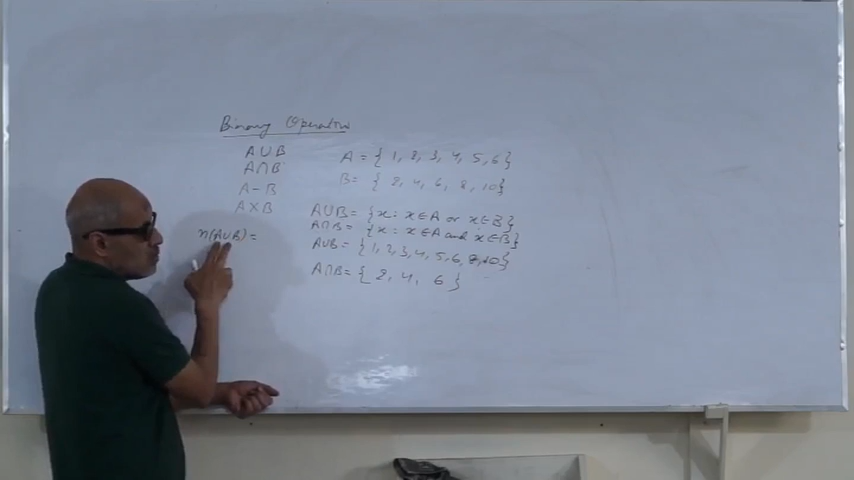 Binary Operation
A∪B
A∩B
A-B
A×B
n(A∪B)=
A = {1, 2, 3, 4, 5, 6}
B= {2, 4, 6, 8, 10}
A∪B= {x: x∈A or x∈B}
A∩B= {x: x∈A and x∈B}
A∪B= {1, 2, 3, 4, 5, 6, 8, 10}
A∩B= {2, 4, 6}